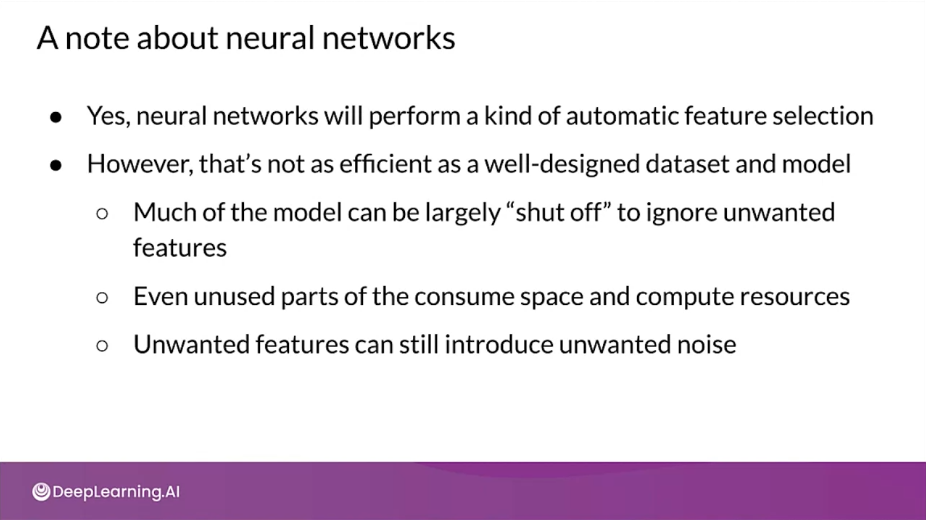 A note about neural networks
● Yes, neural networks will perform a kind of automatic feature selection
● However, that's not as efficient as a well-designed dataset and model
○ Much of the model can be largely “shut off” to ignore unwanted
features
○ Even unused parts of the consume space and compute resources
○ Unwanted features can still introduce unwanted noise
DeepLearning.AI